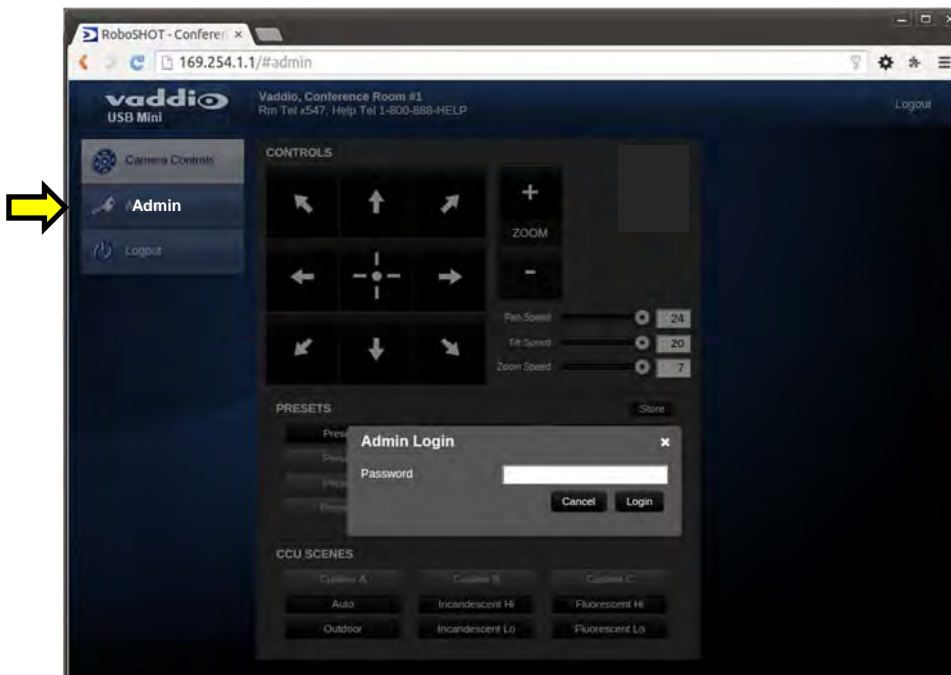 RoboSHOT - Conferen ×
169.254.1.1/#admin
vaddio
USB Mini
Vaddio, Conference Room #1
Rm Tel x547, Help Tel 1-800-888-HELP
Logout
Camera Controls
Admin
Logout
CONTROLS
+
ZOOM
-
Pan Speed 24
Tilt Speed 20
Zoom Speed 7
PRESETS
Store
Admin Login ×
Password
Cancel Login
CCU SCENES
Custom A Custom B Custom C
Auto Incandescent Hi Fluorescent Hi
Outdoor Incandescent Lo Fluorescent Lo